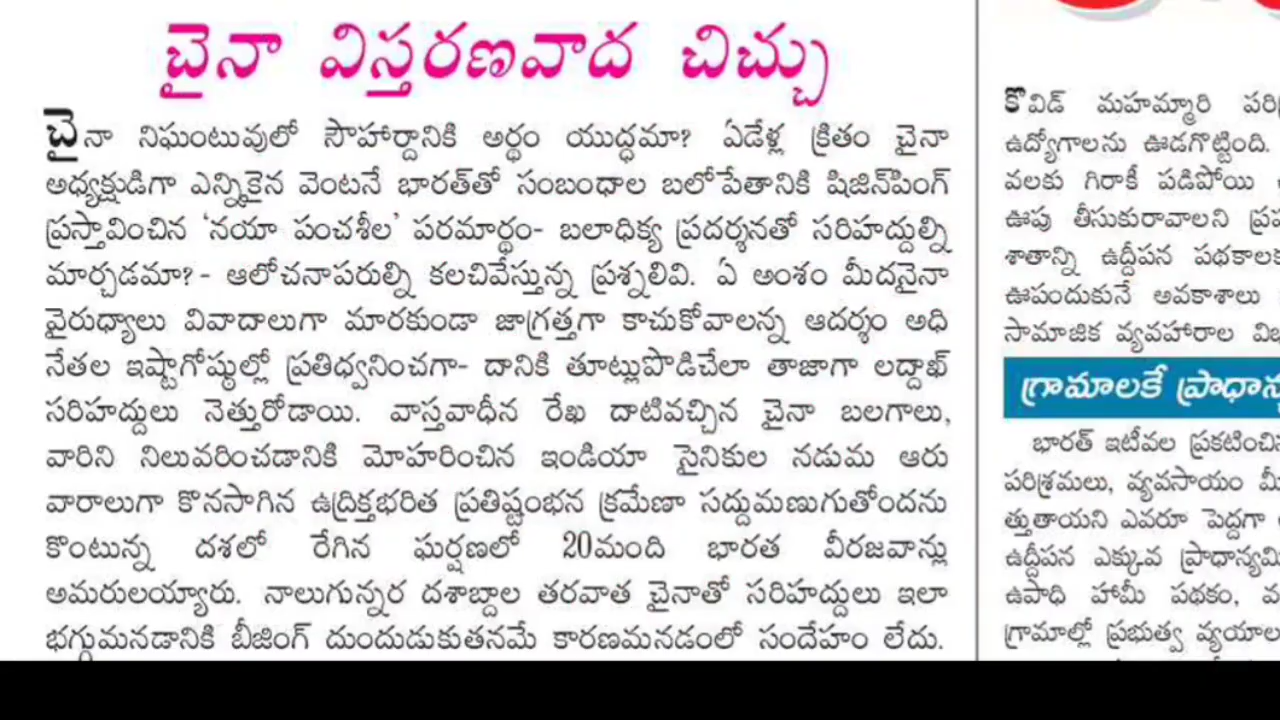 చైనా విస్తరణవాద చిచ్చు
చైనా నిఘంటువులో సౌహార్దానికి అర్థం యుద్ధమా? ఏడేళ్ల క్రితం చైనా
అధ్యక్షుడిగా ఎన్నికైన వెంటనే భారత్‌తో సంబంధాల బలోపేతానికి షిజిన్‌పింగ్
ప్రస్తావించిన ‘నయా పంచశీల’ పరమార్థం- బలాధిక్య ప్రదర్శనతో సరిహద్దుల్ని
మార్చడమా?- ఆలోచనాపరుల్ని కలచివేస్తున్న ప్రశ్నలివి. ఏ అంశం మీదనైనా
వైరుధ్యాలు వివాదాలుగా మారకుండా జాగ్రత్తగా కాచుకోవాలన్న ఆదర్శం అధి
నేతల ఇష్టాగోష్ఠుల్లో ప్రతిధ్వనించగా- దానికి తూట్లుపొడిచేలా తాజాగా లద్దాఖ్
సరిహద్దులు నెత్తురోడాయి. వాస్తవాధీన రేఖ దాటివచ్చిన చైనా బలగాలు,
వారిని నిలువరించడానికి మోహరించిన ఇండియా సైనికుల నడుమ ఆరు
వారాలుగా కొనసాగిన ఉద్రిక్తభరిత ప్రతిష్టంభన క్రమేణా సద్దుమణుగుతోందను
కొంటున్న దశలో రేగిన ఘర్షణలో 20మంది భారత వీరజవాన్లు
అమరులయ్యారు. నాలుగున్నర దశాబ్దాల తరవాత చైనాతో సరిహద్దులు ఇలా
భగ్గుమనడానికి బీజింగ్ దుందుడుకుతనమే కారణమనడంలో సందేహం లేదు.
కొవిడ్ మహమ్మారి
ఉద్యోగాలను ఊడగొట్టింది.
వలకు గిరాకీ పడిపోయి
ఊపు తీసుకురావాలని
శాతాన్ని ఉద్దీపన
ఊపందుకునే అవకాశాలు
సామాజిక వ్యవహారాల
గ్రామాలకే
భారత్ ఇటీవల
పరిశ్రమలు, వ్యవసాయం
త్తుతాయని ఎవరూ పెద్దగా
ఉద్దీపన ఎక్కువ
ఉపాధి హామీ పథకం,
గ్రామాల్లో ప్రభుత్వ